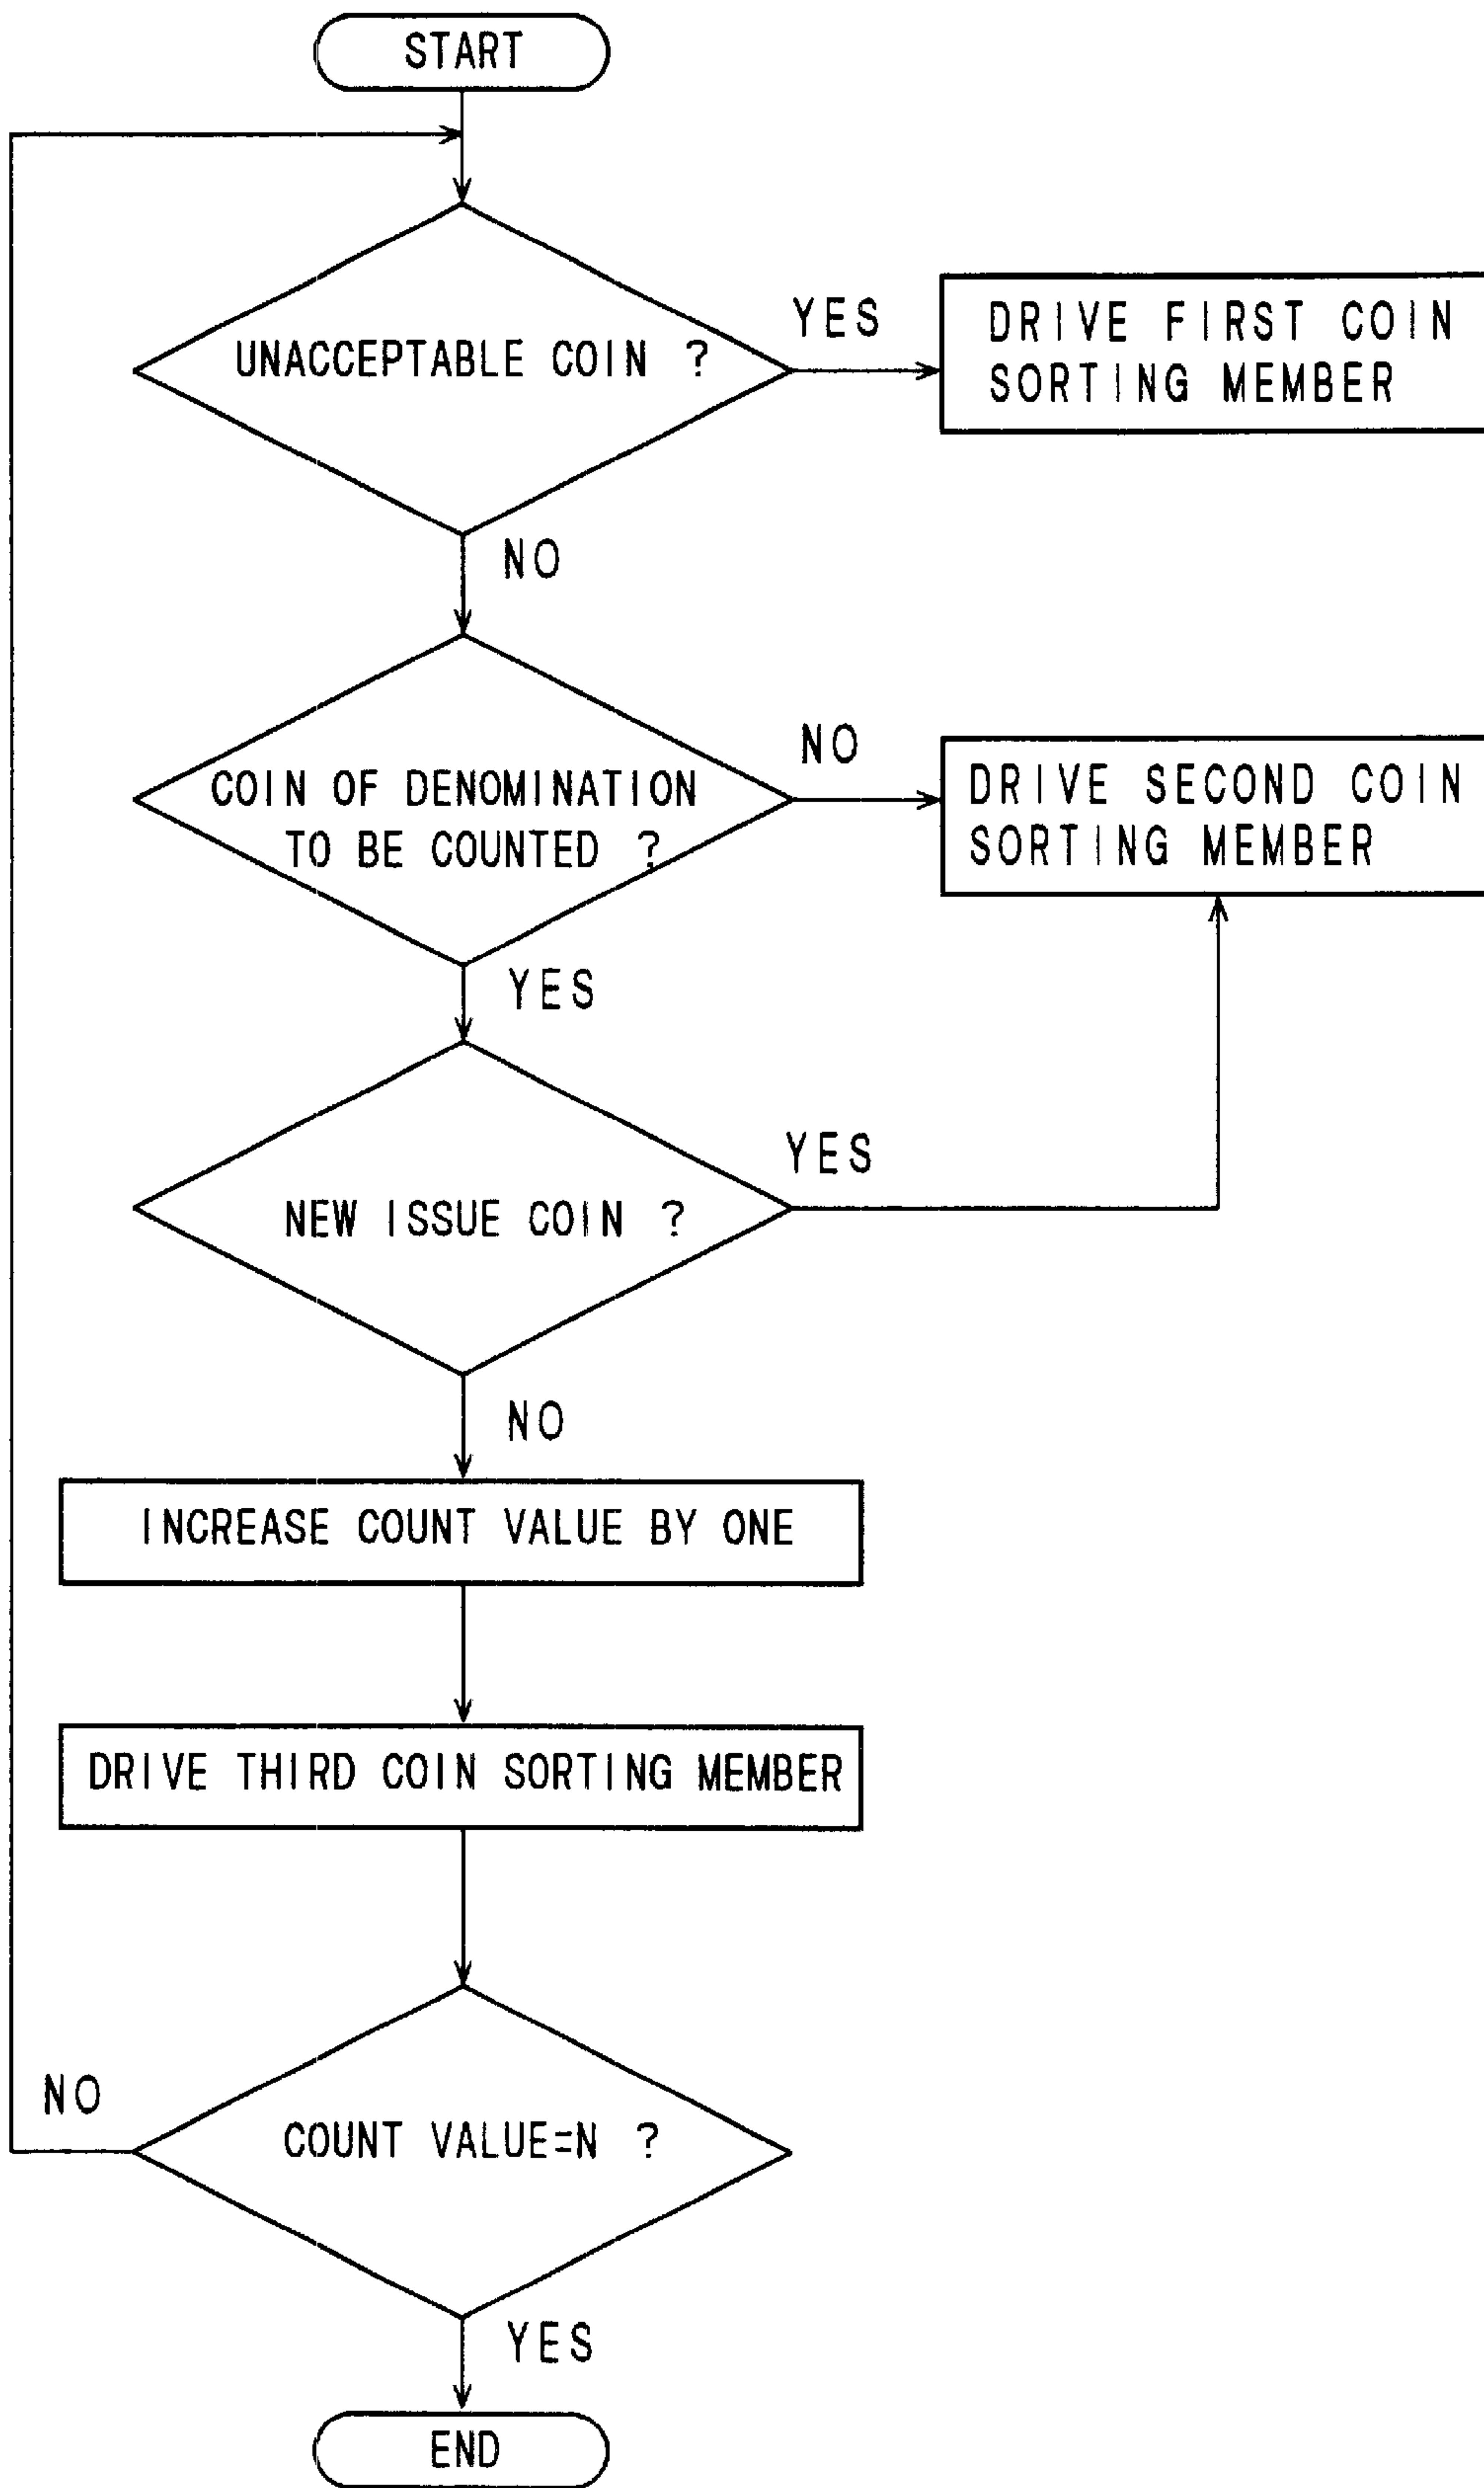 START
UNACCEPTABLE COIN ?
YES
DRIVE FIRST COIN
SORTING MEMBER
NO
COIN OF DENOMINATION
TO BE COUNTED ?
NO
DRIVE SECOND COIN
SORTING MEMBER
YES
NEW ISSUE COIN ?
YES
NO
INCREASE COUNT VALUE BY ONE
DRIVE THIRD COIN SORTING MEMBER
NO
COUNT VALUE=N ?
YES
END